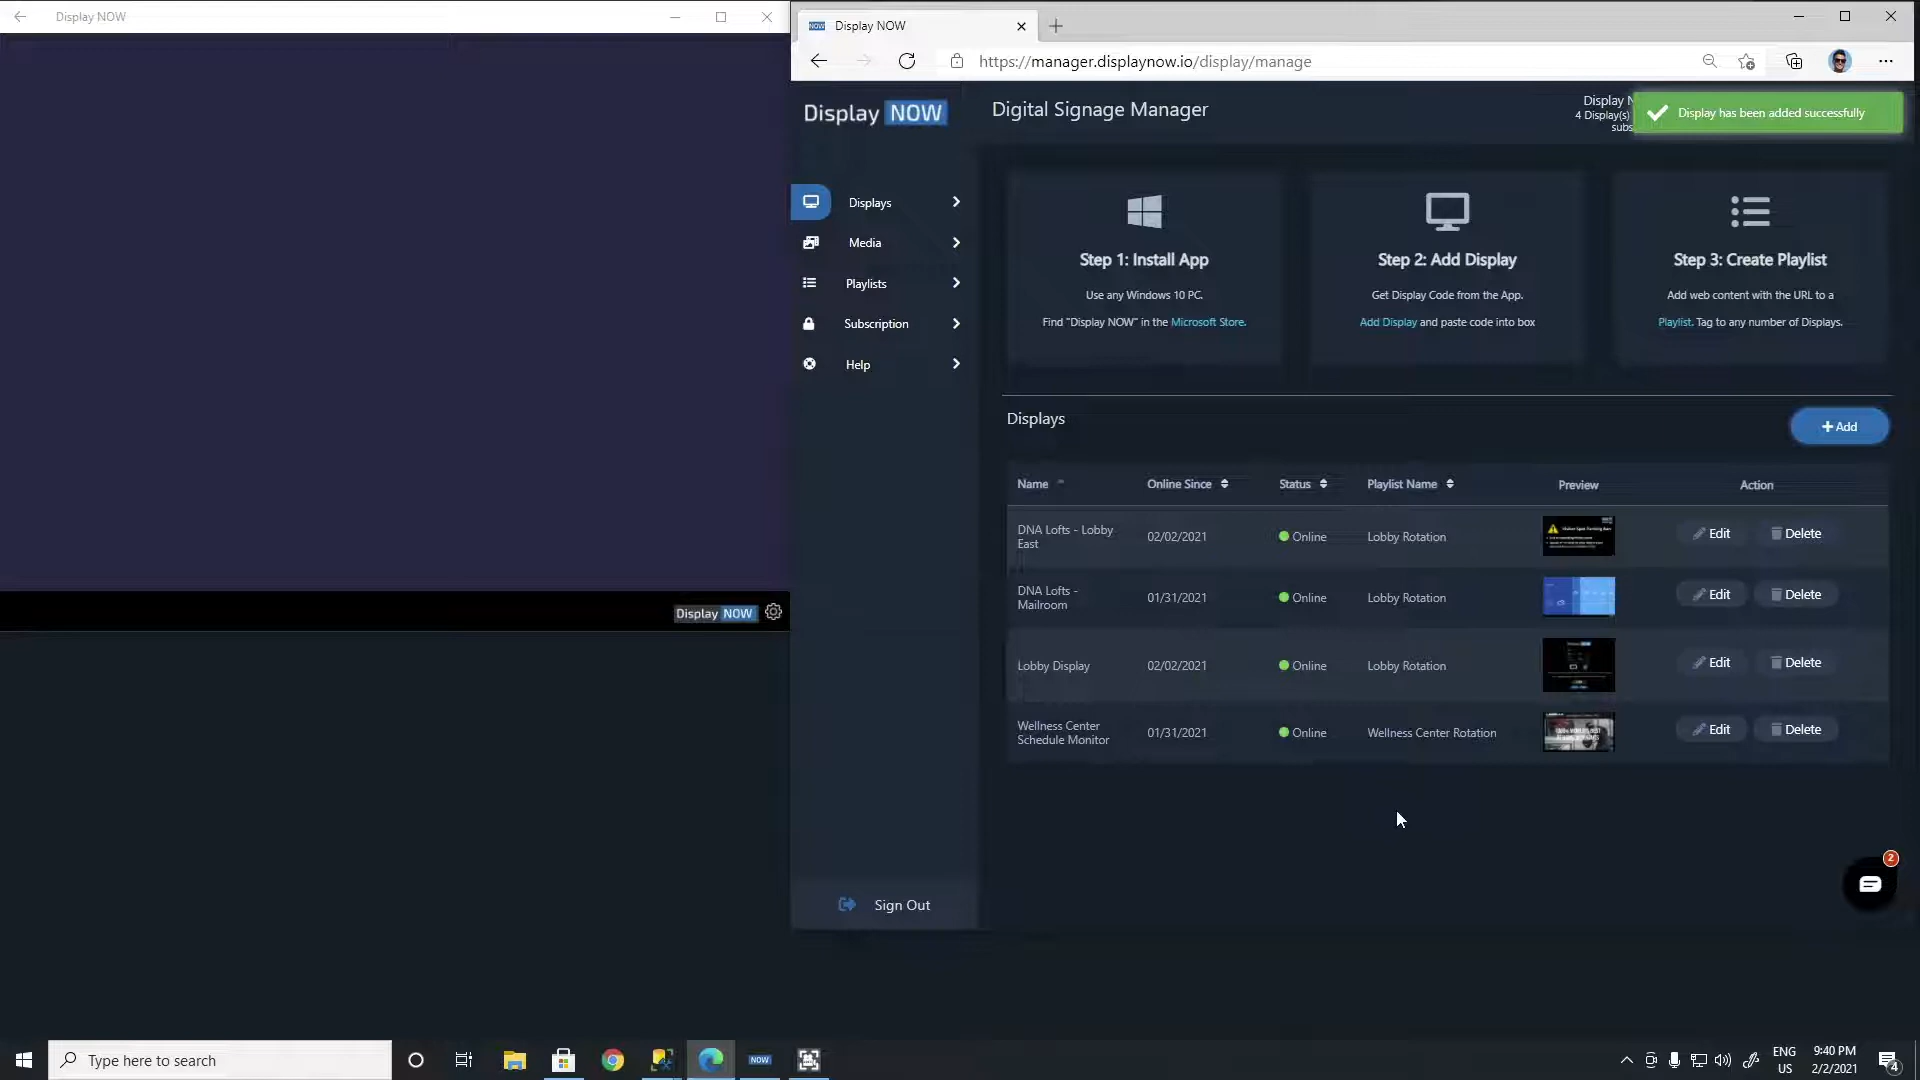 Display NOW
Display NOW
https://manager.displaynow.io/display/manage
Display NOW
Digital Signage Manager
Display N
4 Display(s)
subs
Display has been added successfully
Displays
Media
Playlists
Subscription
Help
Step 1: Install App
Use any Windows 10 PC.
Find "Display NOW" in the Microsoft Store.
Step 2: Add Display
Get Display Code from the App.
Add Display and paste code into box
Step 3: Create Playlist
Add web content with the URL to a
Playlist. Tag to any number of Displays.
Displays
+ Add
Name Online Since Status Playlist Name Preview Action
DNA Lofts - Lobby
East
02/02/2021 Online Lobby Rotation Edit Delete
DNA Lofts -
Mailroom
01/31/2021 Online Lobby Rotation Edit Delete
Lobby Display 02/02/2021 Online Lobby Rotation Edit Delete
Wellness Center
Schedule Monitor
01/31/2021 Online Wellness Center Rotation Edit Delete
Display NOW
2
Sign Out
Type here to search
NOW
ENG
US
9:40 PM
2/2/2021
4